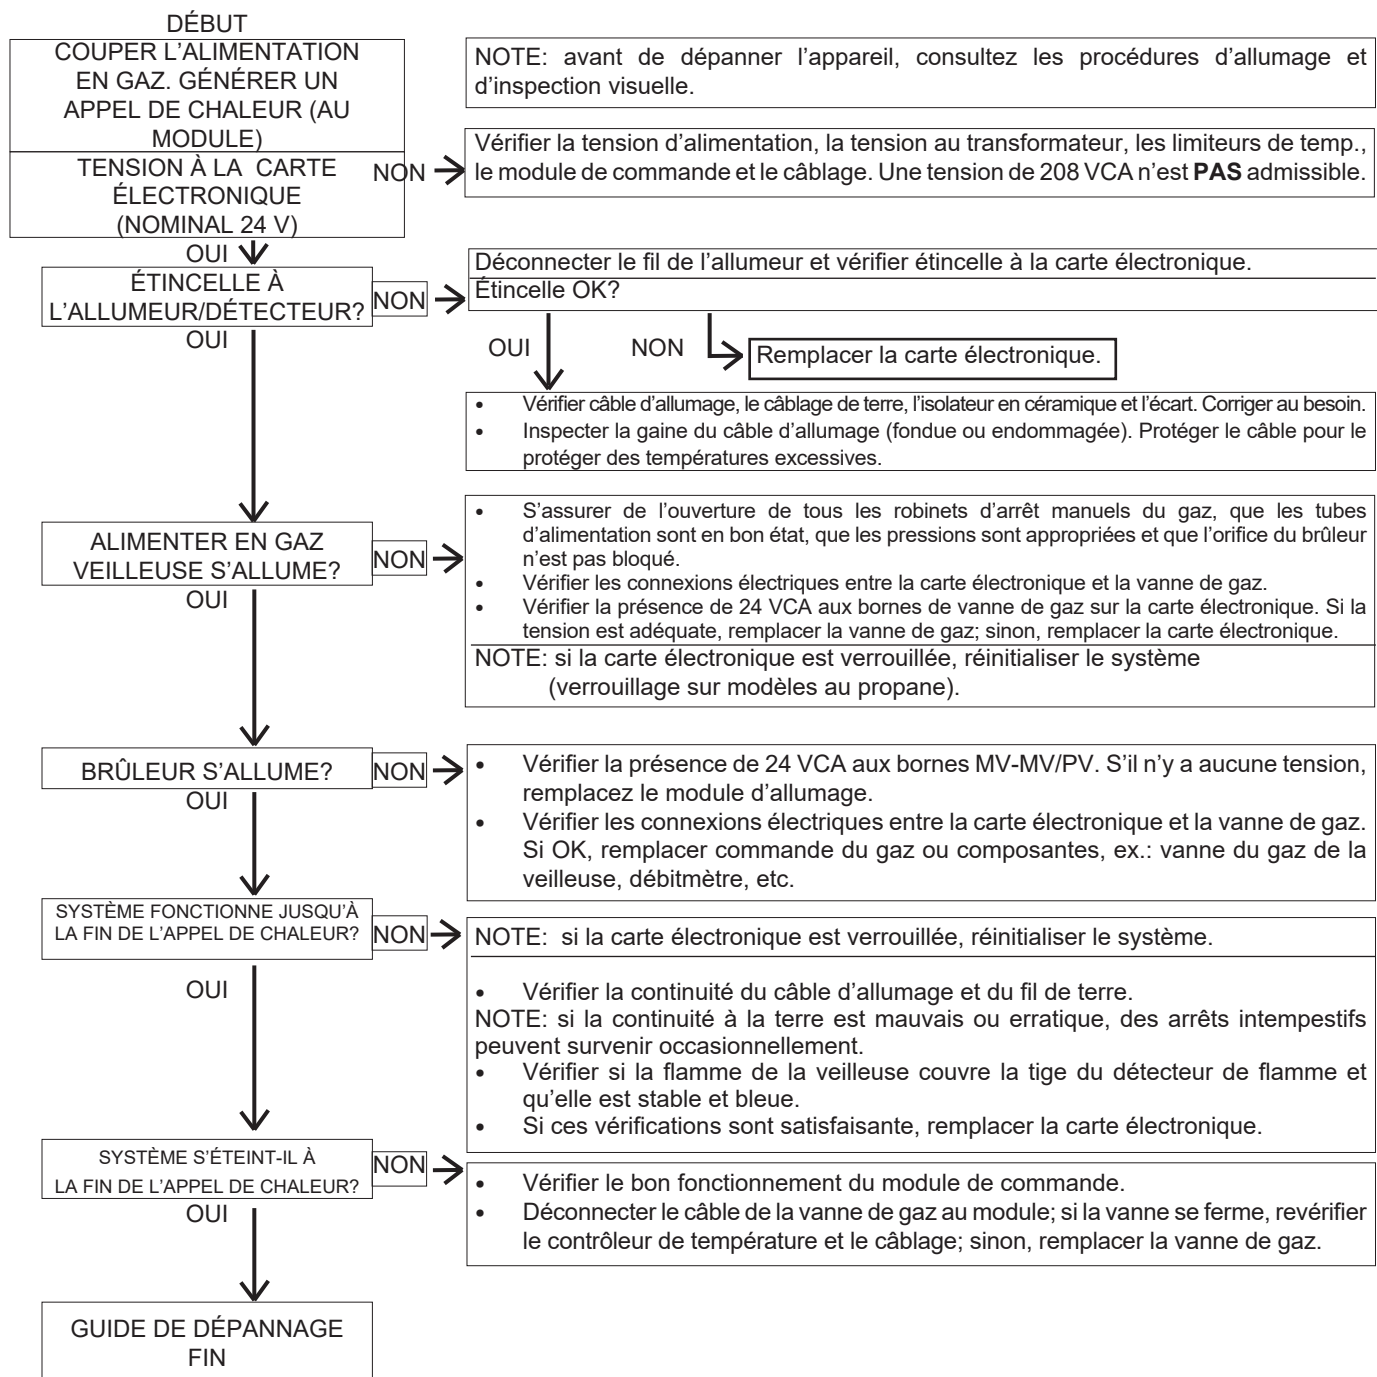 DÉBUT
COUPER L'ALIMENTATION
EN GAZ. GÉNÉRER UN
APPEL DE CHALEUR (AU
MODULE)
NOTE: avant de dépanner l'appareil, consultez les procédures d'allumage et
d'inspection visuelle.
TENSION À LA CARTE
ÉLECTRONIQUE
(NOMINAL 24 V)
NON
Vérifier la tension d'alimentation, la tension au transformateur, les limiteurs de temp.,
le module de commande et le câblage. Une tension de 208 VCA n'est PAS admissible.
OUI
ÉTINCELLE À
L'ALLUMEUR/DÉTECTEUR?
NON
Déconnecter le fil de l'allumeur et vérifier étincelle à la carte électronique.
Étincelle OK?
OUI
NON
Remplacer la carte électronique.
• Vérifier câble d'allumage, le câblage de terre, l'isolateur en céramique et l'écart. Corriger au besoin.
• Inspecter la gaine du câble d'allumage (fondue ou endommagée). Protéger le câble pour le
protéger des températures excessives.
OUI
ALIMENTER EN GAZ
VEILLEUSE S'ALLUME?
NON
• S'assurer de l'ouverture de tous les robinets d'arrêt manuels du gaz, que les tubes
d'alimentation sont en bon état, que les pressions sont appropriées et que l'orifice du brûleur
n'est pas bloqué.
• Vérifier les connexions électriques entre la carte électronique et la vanne de gaz.
• Vérifier la présence de 24 VCA aux bornes de vanne de gaz sur la carte électronique. Si la
tension est adéquate, remplacer la vanne de gaz; sinon, remplacer la carte électronique.
NOTE: si la carte électronique est verrouillée, réinitialiser le système
(verrouillage sur modèles au propane).
OUI
BRÛLEUR S'ALLUME?
NON
• Vérifier la présence de 24 VCA aux bornes MV-MV/PV. S'il n'y a aucune tension,
remplacez le module d'allumage.
• Vérifier les connexions électriques entre la carte électronique et la vanne de gaz.
Si OK, remplacer commande du gaz ou composantes, ex.: vanne du gaz de la
veilleuse, débitmètre, etc.
OUI
SYSTÈME FONCTIONNE JUSQU'À
LA FIN DE L'APPEL DE CHALEUR?
NON
NOTE: si la carte électronique est verrouillée, réinitialiser le système.
• Vérifier la continuité du câble d'allumage et du fil de terre.
NOTE: si la continuité à la terre est mauvais ou erratique, des arrêts intempestifs
peuvent survenir occasionnellement.
• Vérifier si la flamme de la veilleuse couvre la tige du détecteur de flamme et
qu'elle est stable et bleue.
• Si ces vérifications sont satisfaisante, remplacer la carte électronique.
OUI
SYSTÈME S'ÉTEINT-IL À
LA FIN DE L'APPEL DE CHALEUR?
NON
• Vérifier le bon fonctionnement du module de commande.
• Déconnecter le câble de la vanne de gaz au module; si la vanne se ferme, revérifier
le contrôleur de température et le câblage; sinon, remplacer la vanne de gaz.
OUI
GUIDE DE DÉPANNAGE
FIN